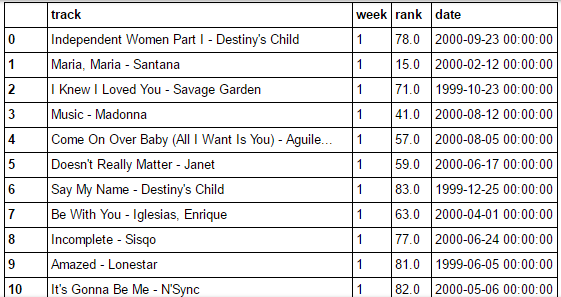 track week rank date
0 Independent Women Part I - Destiny's Child 1 78.0 2000-09-23 00:00:00
1 Maria, Maria - Santana 1 15.0 2000-02-12 00:00:00
2 I Knew I Loved You - Savage Garden 1 71.0 1999-10-23 00:00:00
3 Music - Madonna 1 41.0 2000-08-12 00:00:00
4 Come On Over Baby (All I Want Is You) - Aguile... 1 57.0 2000-08-05 00:00:00
5 Doesn't Really Matter - Janet 1 59.0 2000-06-17 00:00:00
6 Say My Name - Destiny's Child 1 83.0 1999-12-25 00:00:00
7 Be With You - Iglesias, Enrique 1 63.0 2000-04-01 00:00:00
8 Incomplete - Sisqo 1 77.0 2000-06-24 00:00:00
9 Amazed - Lonestar 1 81.0 1999-06-05 00:00:00
10 It's Gonna Be Me - N'Sync 1 82.0 2000-05-06 00:00:00